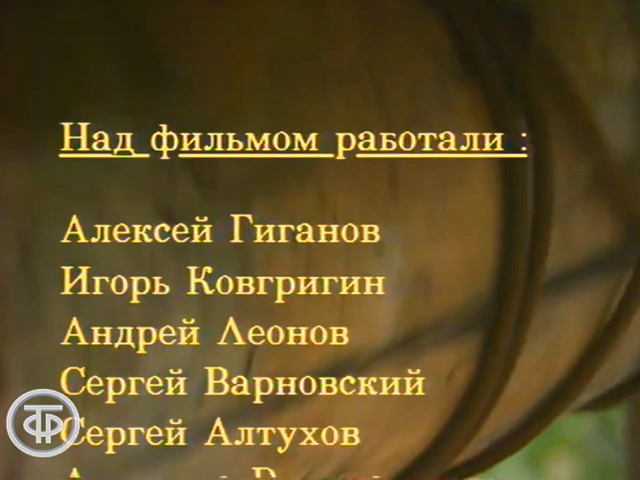 Над фильмом работали :
Алексей Гиганов
Игорь Ковгригин
Андрей Леонов
Сергей Варновский
Сергей Алтухов